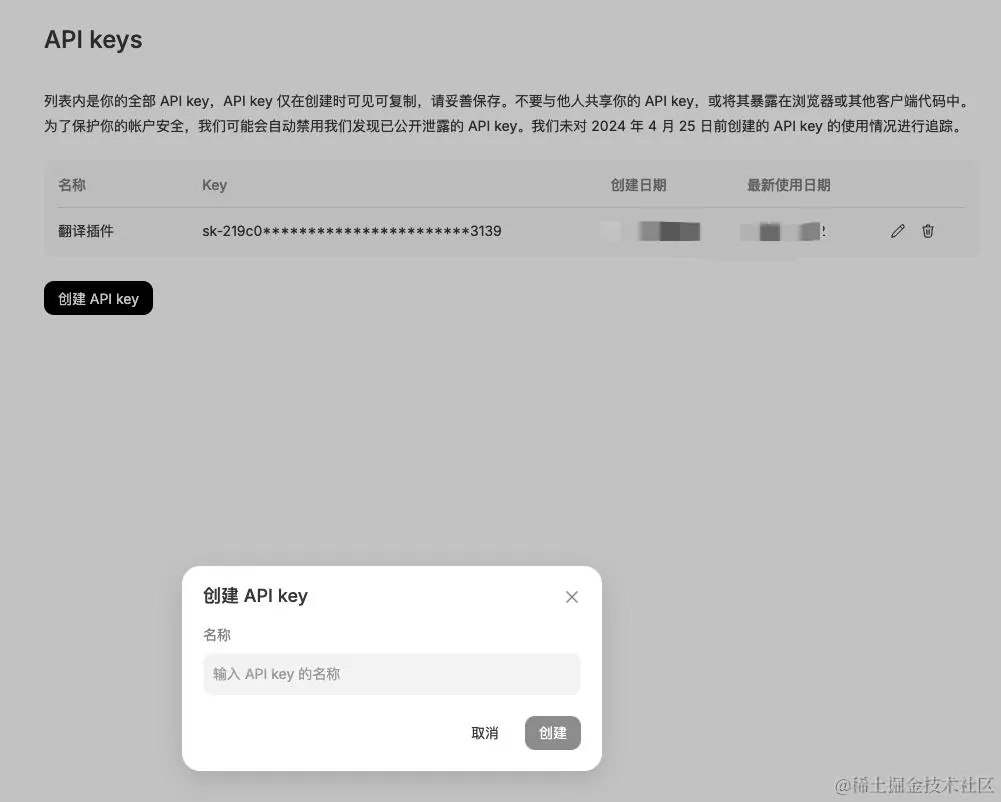 API keys
列表内是你的全部 API key，API key 仅在创建时可见可复制，请妥善保存。不要与他人共享你的 API key，或将其暴露在浏览器或其他客户端代码中。
为了保护你的帐户安全，我们可能会自动禁用我们发现已公开泄露的 API key。我们未对 2024 年 4 月 25 日前创建的 API key 的使用情况进行追踪。
名称 Key 创建日期 最新使用日期
翻译插件 sk-219c0***********************3139
创建 API key
创建 API key
名称
输入 API key 的名称
取消 创建
@稀土掘金技术社区